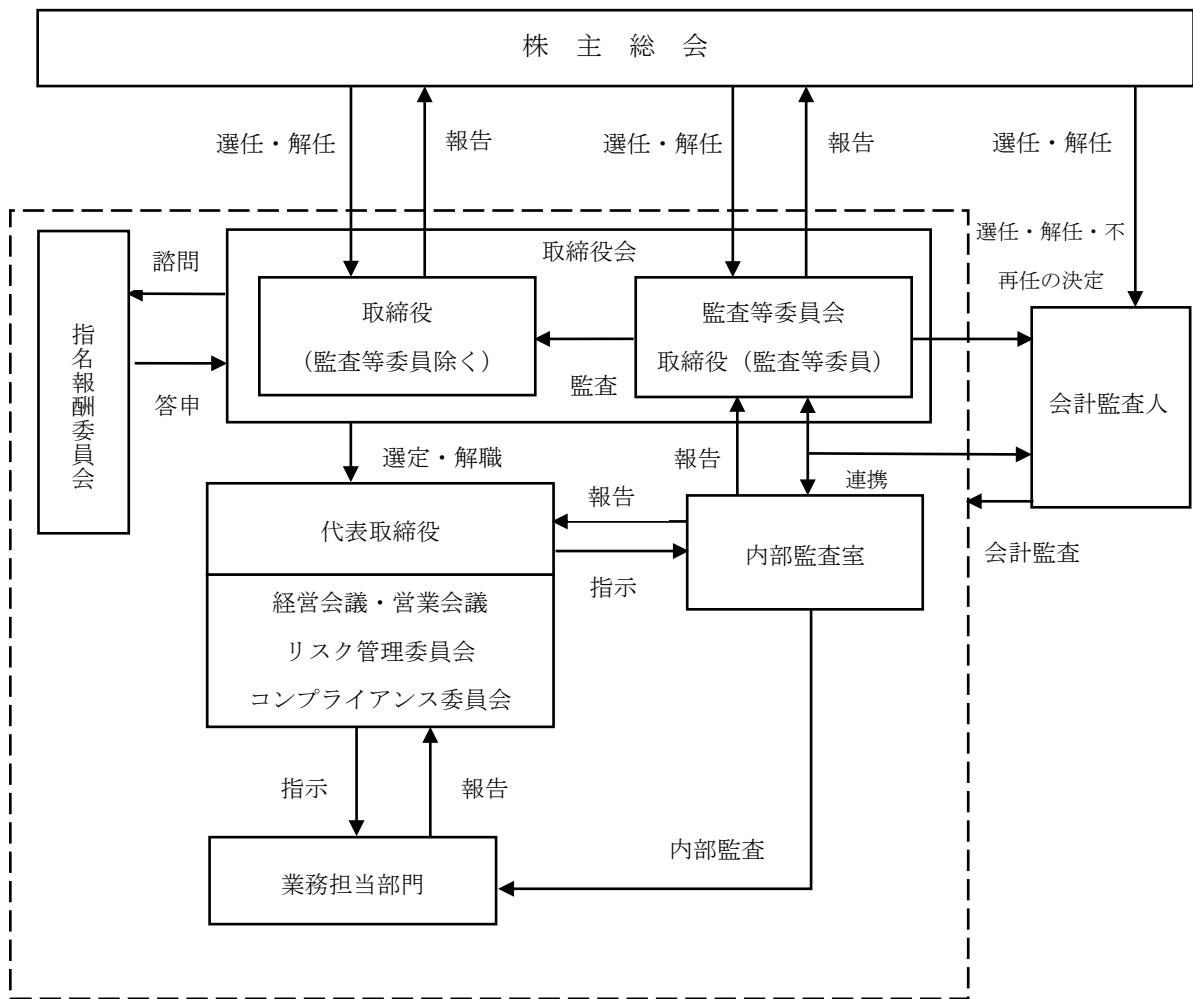 株 主 総 会
選任・解任
報告
選任・解任
報告
選任・解任
選任・解任・不
再任の決定
諮問
答申
指名報酬委員会
取締役会
取締役
（監査等委員除く）
監査
監査等委員会
取締役（監査等委員）
会計監査人
選定・解職
報告
連携
会計監査
代表取締役
報告
指示
内部監査室
経営会議・営業会議
リスク管理委員会
コンプライアンス委員会
指示
報告
内部監査
業務担当部門